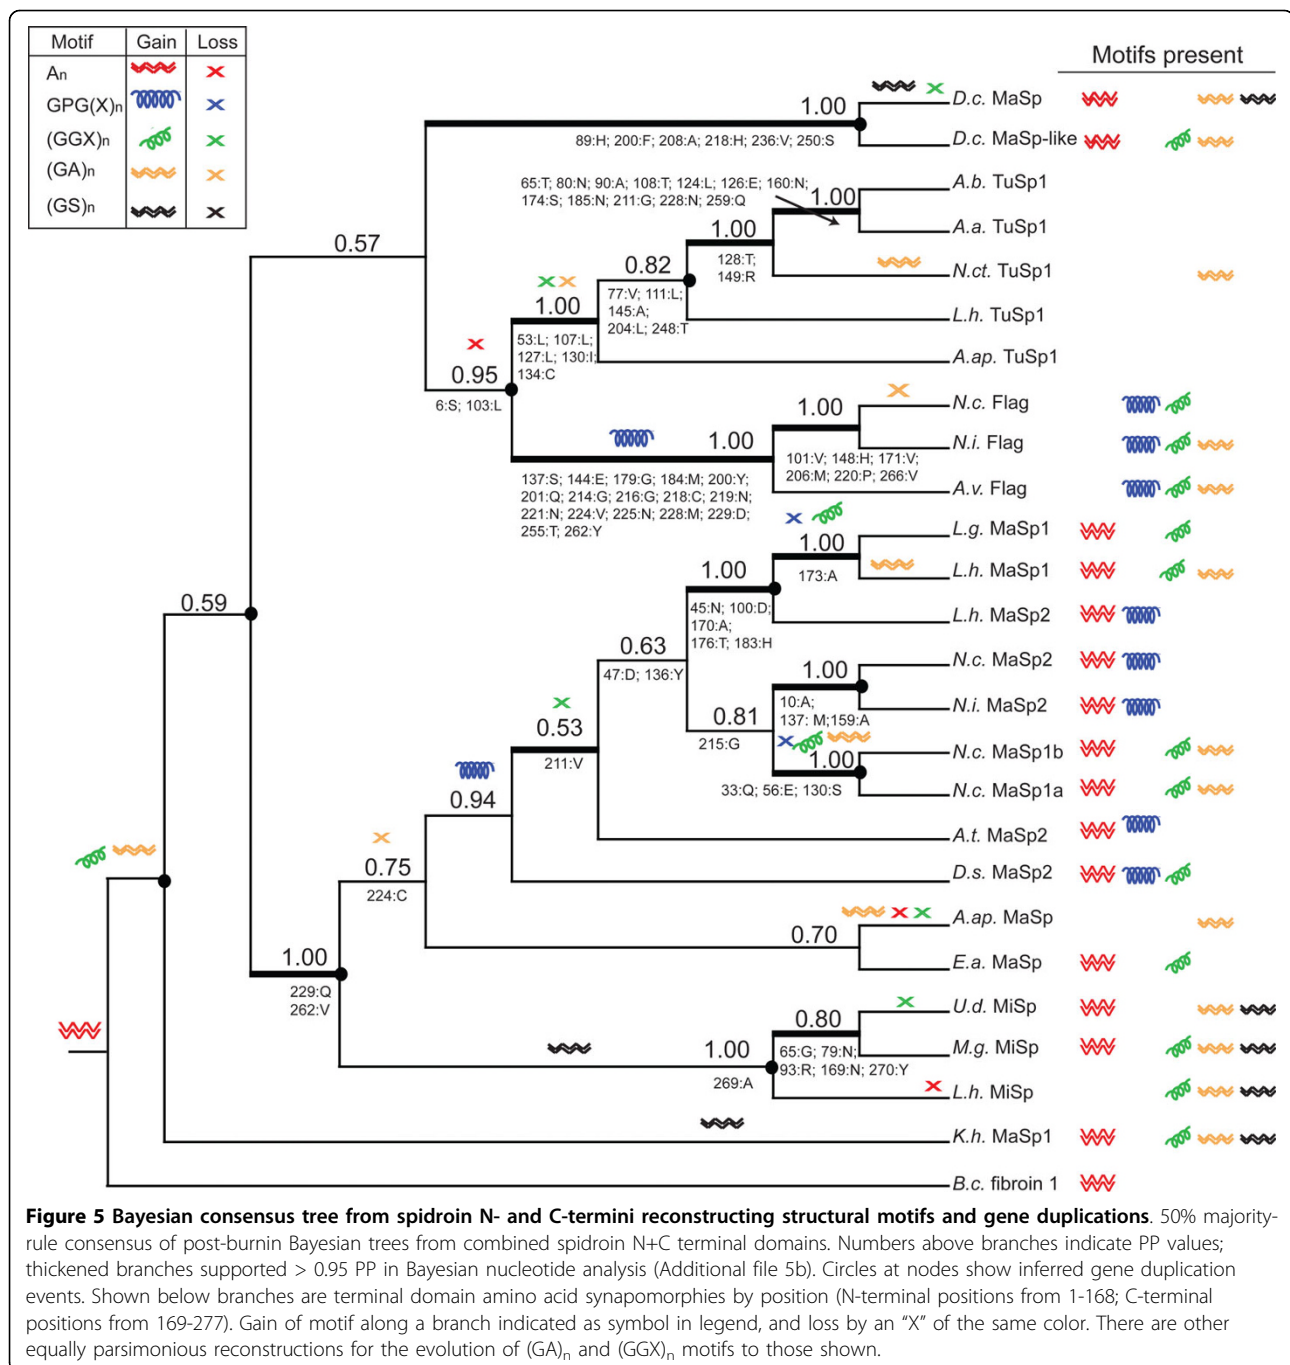 Motif Gain Loss
An
GPG(X)n
(GGX)n
(GA)n
(GS)n
Motifs present
D.c. MaSp
1.00
89:H; 200:F; 208:A; 218:H; 236:V; 250:S
D.c. MaSp-like
65:T; 80:N; 90:A; 108:T; 124:L; 126:E; 160:N;
174:S; 185:N; 211:G; 228:N; 259:Q
1.00
A.b. TuSp1
A.a. TuSp1
1.00
128:T;
149:R
N.ct. TuSp1
0.57
0.82
77:V; 111:L;
145:A;
204:L; 248:T
L.h. TuSp1
1.00
53:L; 107:L;
127:L; 130:I;
134:C
A.ap. TuSp1
0.95
6:S; 103:L
N.c. Flag
1.00
101:V; 148:H; 171:V;
206:M; 220:P; 266:V
N.i. Flag
1.00
137:S; 144:E; 179:G; 184:M; 200:Y;
201:Q; 214:G; 216:G; 218:C; 219:N;
221:N; 224:V; 225:N; 228:M; 229:D;
255:T; 262:Y
A.v. Flag
L.g. MaSp1
1.00
173:A
L.h. MaSp1
1.00
45:N; 100:D;
170:A;
176:T; 183:H
L.h. MaSp2
0.59
0.63
47:D; 136:Y
N.c. MaSp2
1.00
10:A;
137: M;159:A
N.i. MaSp2
0.81
215:G
N.c. MaSp1b
1.00
33:Q; 56:E; 130:S
N.c. MaSp1a
0.53
211:V
A.t. MaSp2
0.94
D.s. MaSp2
0.75
224:C
A.ap. MaSp
0.70
E.a. MaSp
1.00
229:Q
262:V
U.d. MiSp
0.80
65:G; 79:N;
93:R; 169:N; 270:Y
M.g. MiSp
1.00
269:A
L.h. MiSp
K.h. MaSp1
B.c. fibroin 1
Figure 5 Bayesian consensus tree from spidroin N- and C-termini reconstructing structural motifs and gene duplications. 50% majority-
rule consensus of post-burnin Bayesian trees from combined spidroin N+C terminal domains. Numbers above branches indicate PP values;
thickened branches supported > 0.95 PP in Bayesian nucleotide analysis (Additional file 5b). Circles at nodes show inferred gene duplication
events. Shown below branches are terminal domain amino acid synapomorphies by position (N-terminal positions from 1-168; C-terminal
positions from 169-277). Gain of motif along a branch indicated as symbol in legend, and loss by an “X” of the same color. There are other
equally parsimonious reconstructions for the evolution of (GA)n and (GGX)n motifs to those shown.